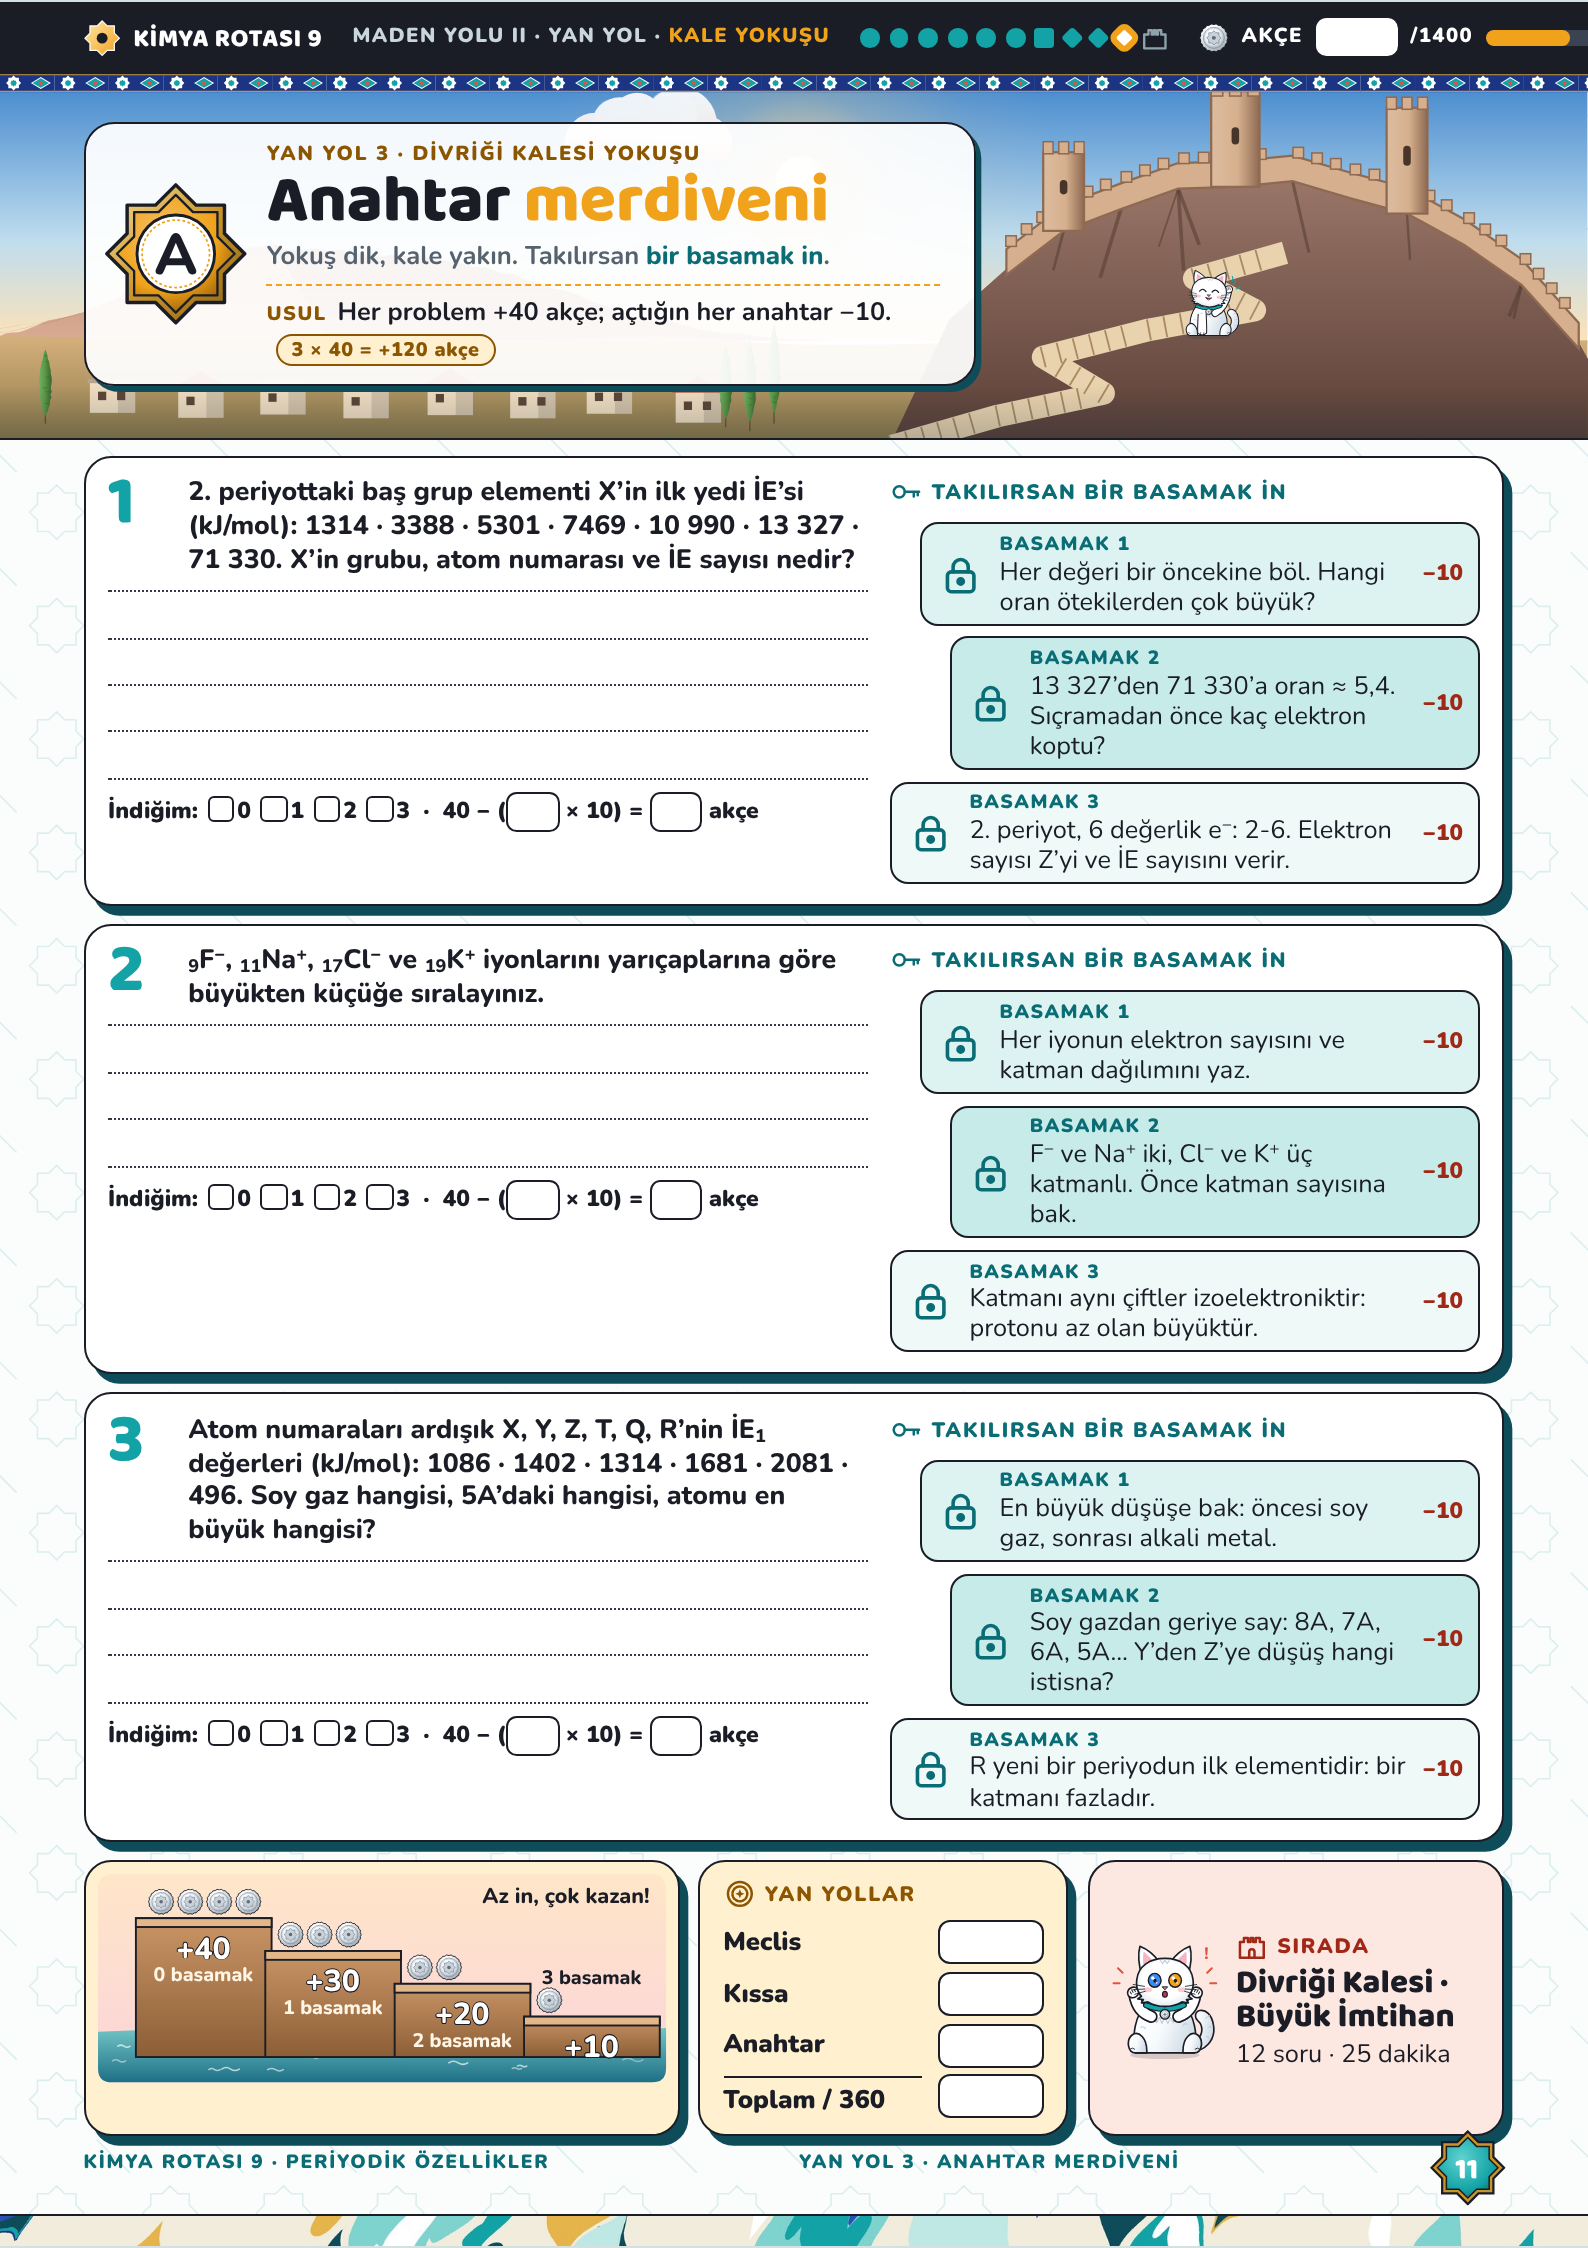 KİMYA ROTASI 9
MADEN YOLU II · YAN YOL · KALE YOKUŞU
AKÇE /1400
YAN YOL 3 · DİVRİĞİ KALESİ YOKUŞU
A
Anahtar merdiveni
Yokuş dik, kale yakın. Takılırsan bir basamak in.
USUL Her problem +40 akçe; açtığın her anahtar −10.
3 × 40 = +120 akçe
1
2. periyottaki baş grup elementi X’in ilk yedi İE’si
(kJ/mol): 1314 · 3388 · 5301 · 7469 · 10 990 · 13 327 ·
71 330. X’in grubu, atom numarası ve İE sayısı nedir?
İndiğim: 0 1 2 3 · 40 − ( × 10) = akçe
TAKILIRSAN BİR BASAMAK İN
BASAMAK 1
Her değeri bir öncekine böl. Hangi
oran ötekilerden çok büyük?
−10
BASAMAK 2
13 327’den 71 330’a oran ≈ 5,4.
Sıçramadan önce kaç elektron
koptu?
−10
BASAMAK 3
2. periyot, 6 değerlik e⁻: 2-6. Elektron
sayısı Z’yi ve İE sayısını verir.
−10
2
₉F⁻, ₁₁Na⁺, ₁₇Cl⁻ ve ₁₉K⁺ iyonlarını yarıçaplarına göre
büyükten küçüğe sıralayınız.
İndiğim: 0 1 2 3 · 40 − ( × 10) = akçe
TAKILIRSAN BİR BASAMAK İN
BASAMAK 1
Her iyonun elektron sayısını ve
katman dağılımını yaz.
−10
BASAMAK 2
F⁻ ve Na⁺ iki, Cl⁻ ve K⁺ üç
katmanlı. Önce katman sayısına
bak.
−10
BASAMAK 3
Katmanı aynı çiftler izoelektroniktir:
protonu az olan büyüktür.
−10
3
Atom numaraları ardışık X, Y, Z, T, Q, R’nin İE₁
değerleri (kJ/mol): 1086 · 1402 · 1314 · 1681 · 2081 ·
496. Soy gaz hangisi, 5A’daki hangisi, atomu en
büyük hangisi?
İndiğim: 0 1 2 3 · 40 − ( × 10) = akçe
TAKILIRSAN BİR BASAMAK İN
BASAMAK 1
En büyük düşüşe bak: öncesi soy
gaz, sonrası alkali metal.
−10
BASAMAK 2
Soy gazdan geriye say: 8A, 7A,
6A, 5A... Y’den Z’ye düşüş hangi
istisna?
−10
BASAMAK 3
R yeni bir periyodun ilk elementidir: bir
katmanı fazladır.
−10
Az in, çok kazan!
+40
0 basamak
+30
1 basamak
+20
2 basamak
3 basamak
+10
YAN YOLLAR
Meclis
Kıssa
Anahtar
Toplam / 360
SIRADA
Divriği Kalesi ·
Büyük İmtihan
12 soru · 25 dakika
KİMYA ROTASI 9 · PERİYODİK ÖZELLİKLER
YAN YOL 3 · ANAHTAR MERDİVENİ
11